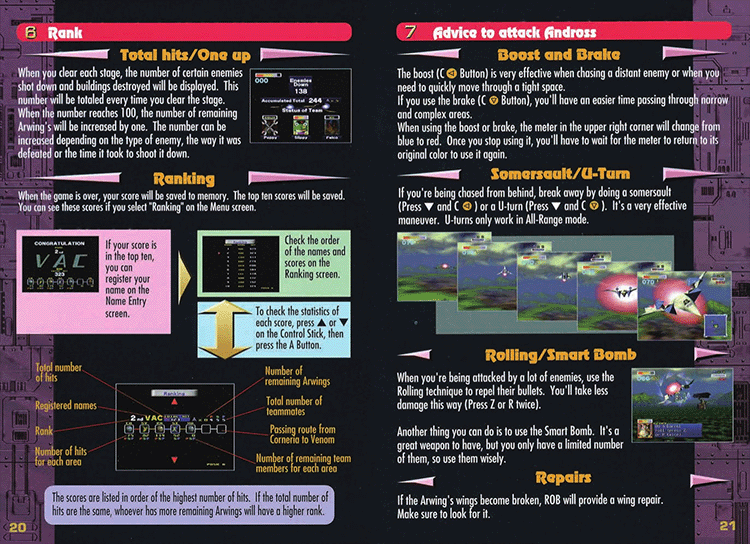 6 Rank
Total hits/One up
When you clear each stage, the number of certain enemies
shot down and buildings destroyed will be displayed. This
number will be totaled every time you clear the stage.
When the number reaches 100, the number of remaining
Arwing's will be increased by one. The number can be
increased depending on the type of enemy, the way it was
defeated or the time it took to shoot it down.
Enemies
Down
138
Accumulated Total 244
Status of Team
Peppy Slippy Falco
Ranking
When the game is over, your score will be saved to memory. The top ten scores will be saved.
You can see these scores if you select "Ranking" on the Menu screen.
CONGRATULATION
VAC
323
If your score is
in the top ten,
you can
register your
name on the
Name Entry
screen.
Check the order
of the names and
scores on the
Ranking screen.
To check the statistics of
each score, press ▲ or ▼
on the Control Stick, then
press the A Button.
Total number
of hits
Registered names
Rank
Number of hits
for each area
Ranking
2nd VAC
Number of
remaining Arwings
Total number of
teammates
Passing route from
Corneria to Venom
Number of remaining team
members for each area
The scores are listed in order of the highest number of hits. If the total number of
hits are the same, whoever has more remaining Arwings will have a higher rank.
20
7 Advice to attack Andross
Boost and Brake
The boost (C ◀ Button) is very effective when chasing a distant enemy or when you
need to quickly move through a tight space.
If you use the brake (C ▼ Button), you'll have an easier time passing through narrow
and complex areas.
When using the boost or brake, the meter in the upper right corner will change from
blue to red. Once you stop using it, you'll have to wait for the meter to return to its
original color to use it again.
Somersault/U-Turn
If you're being chased from behind, break away by doing a somersault
(Press ▼ and C ◀ ) or a U-turn (Press ▼ and C ▼ ). It's a very effective
maneuver. U-turns only work in All-Range mode.
Rolling/Smart Bomb
When you're being attacked by a lot of enemies, use the
Rolling technique to repel their bullets. You'll take less
damage this way (Press Z or R twice).
Another thing you can do is to use the Smart Bomb. It's a
great weapon to have, but you only have a limited number
of them, so use them wisely.
Repairs
If the Arwing's wings become broken, ROB will provide a wing repair.
Make sure to look for it.
21